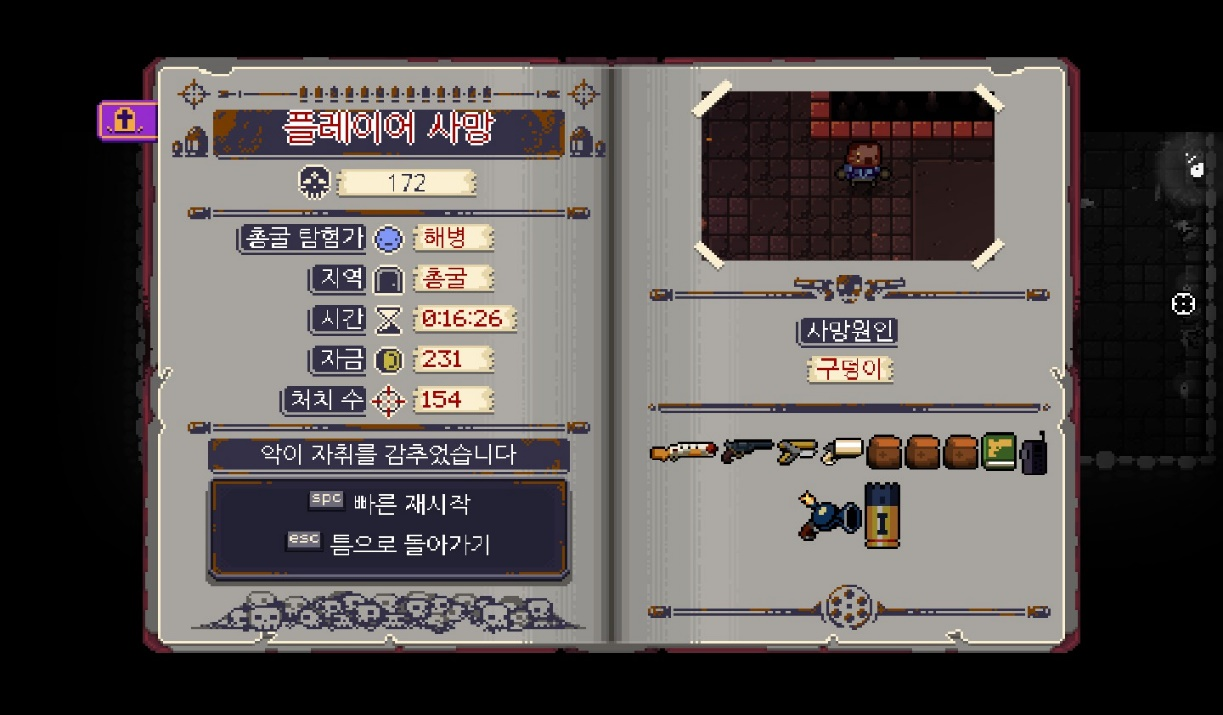 플레이어 사망
172
총굴 탐험가 해병
지역 총굴
시간 0:16:26
자금 231
처치 수 154
악이 자취를 감추었습니다
spc 빠른 재시작
esc 틈으로 돌아가기
사망원인
구덩이
I